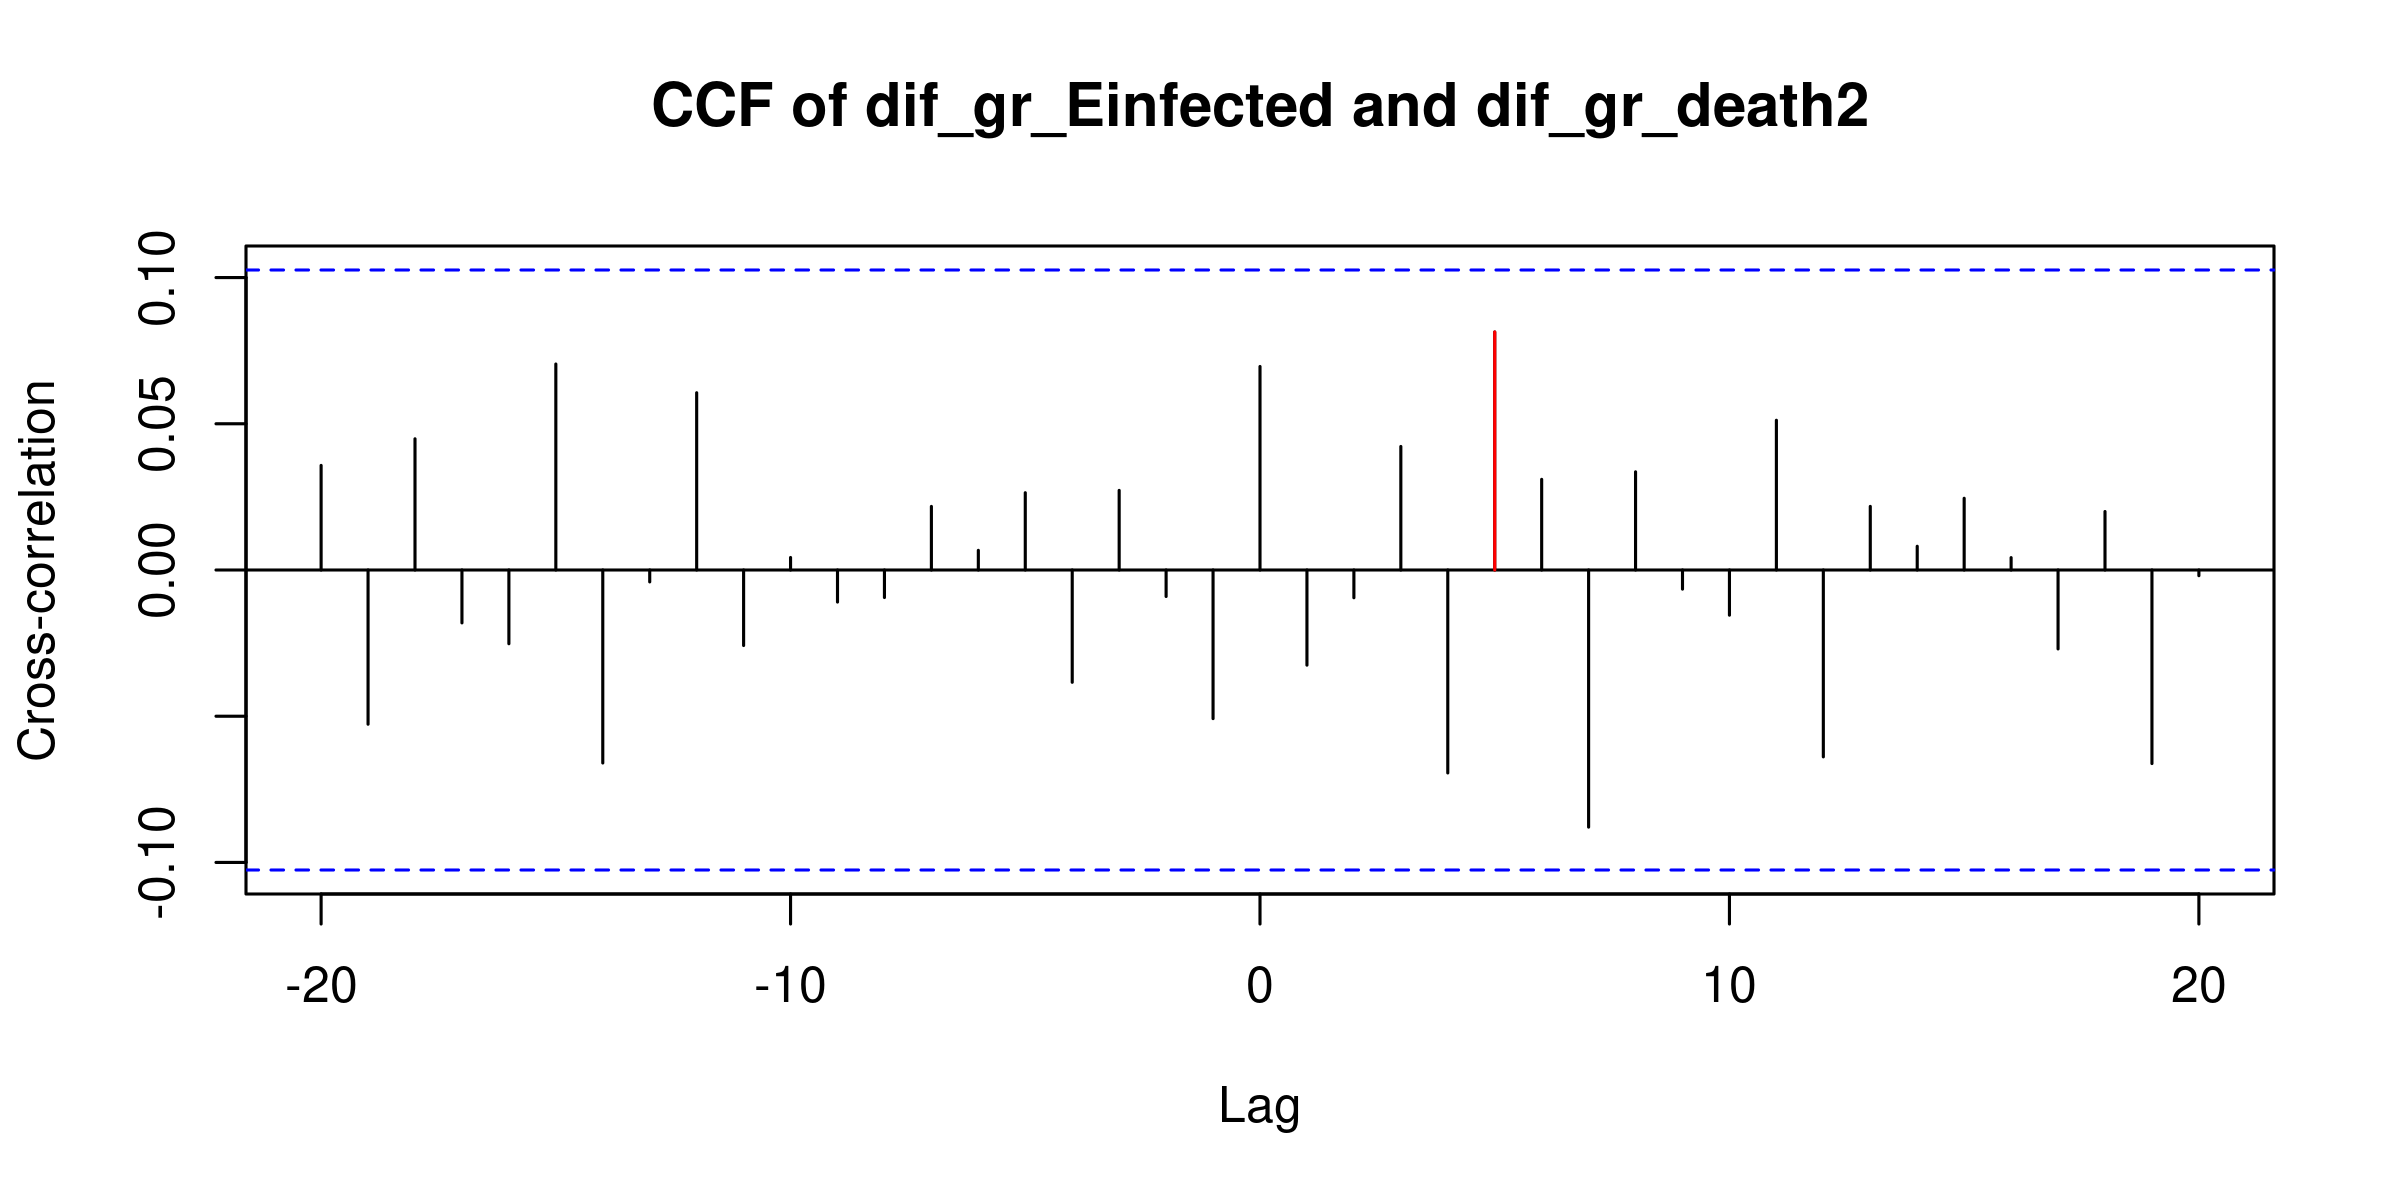 CCF of dif_gr_Einfected and dif_gr_death2
Cross-correlation
0.10
0.05
0.00
-0.10
-20 -10 0 10 20
Lag